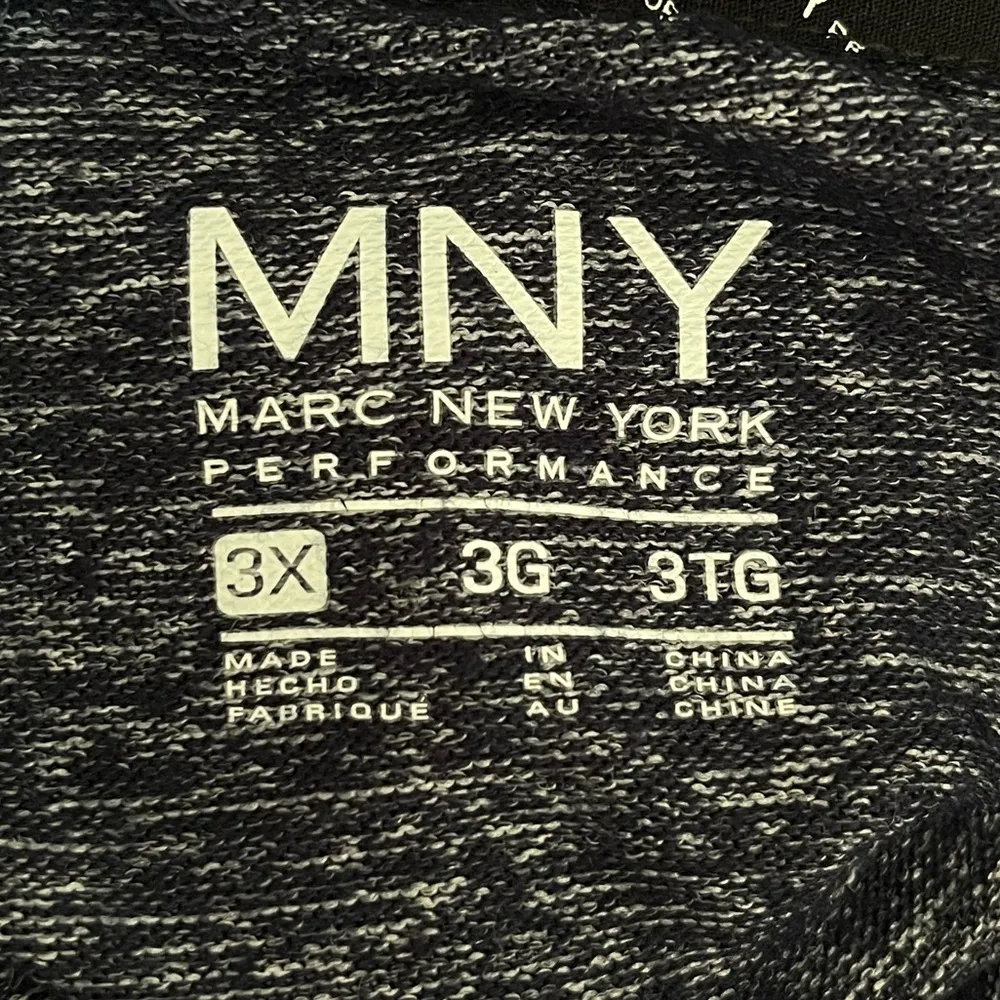 MNY
MARC NEW YORK
PERFORMANCE
3X 3G 3TG
MADE IN CHINA
HECHO EN CHINA
FABRIQUÉ AU CHINE